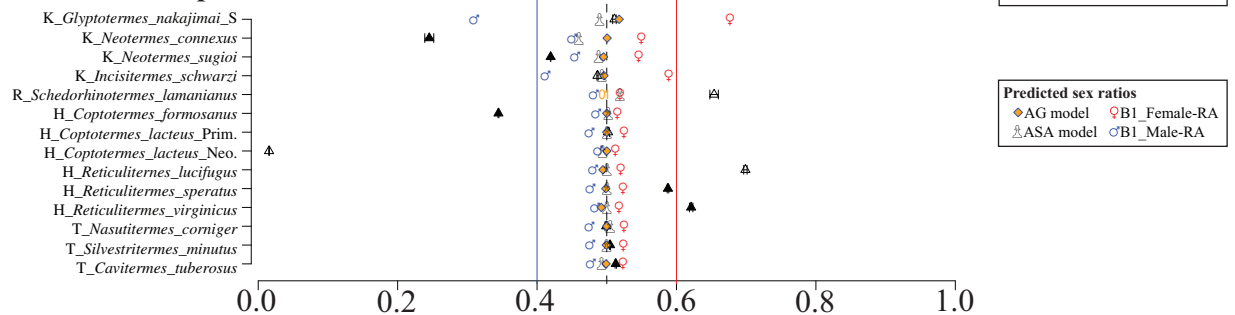 K_Glyptotermes_nakajimai_S
K_Neotermes_connexus
K_Neotermes_sugioi
K_Incisitermes_schwarzi
R_Schedorhinotermes_lamanianus
H_Coptotermes_formosanus
H_Coptotermes_lacteus_Prim.
H_Coptotermes_lacteus_Neo.
H_Reticulitermes_lucifugus
H_Reticulitermes_speratus
H_Reticulitermes_virginicus
T_Nasutitermes_corniger
T_Silvestritermes_minutus
T_Cavitermes_tuberosus
0.0 0.2 0.4 0.6 0.8 1.0
Predicted sex ratios
AG model ♀B1_Female-RA
ASA model ♂B1_Male-RA